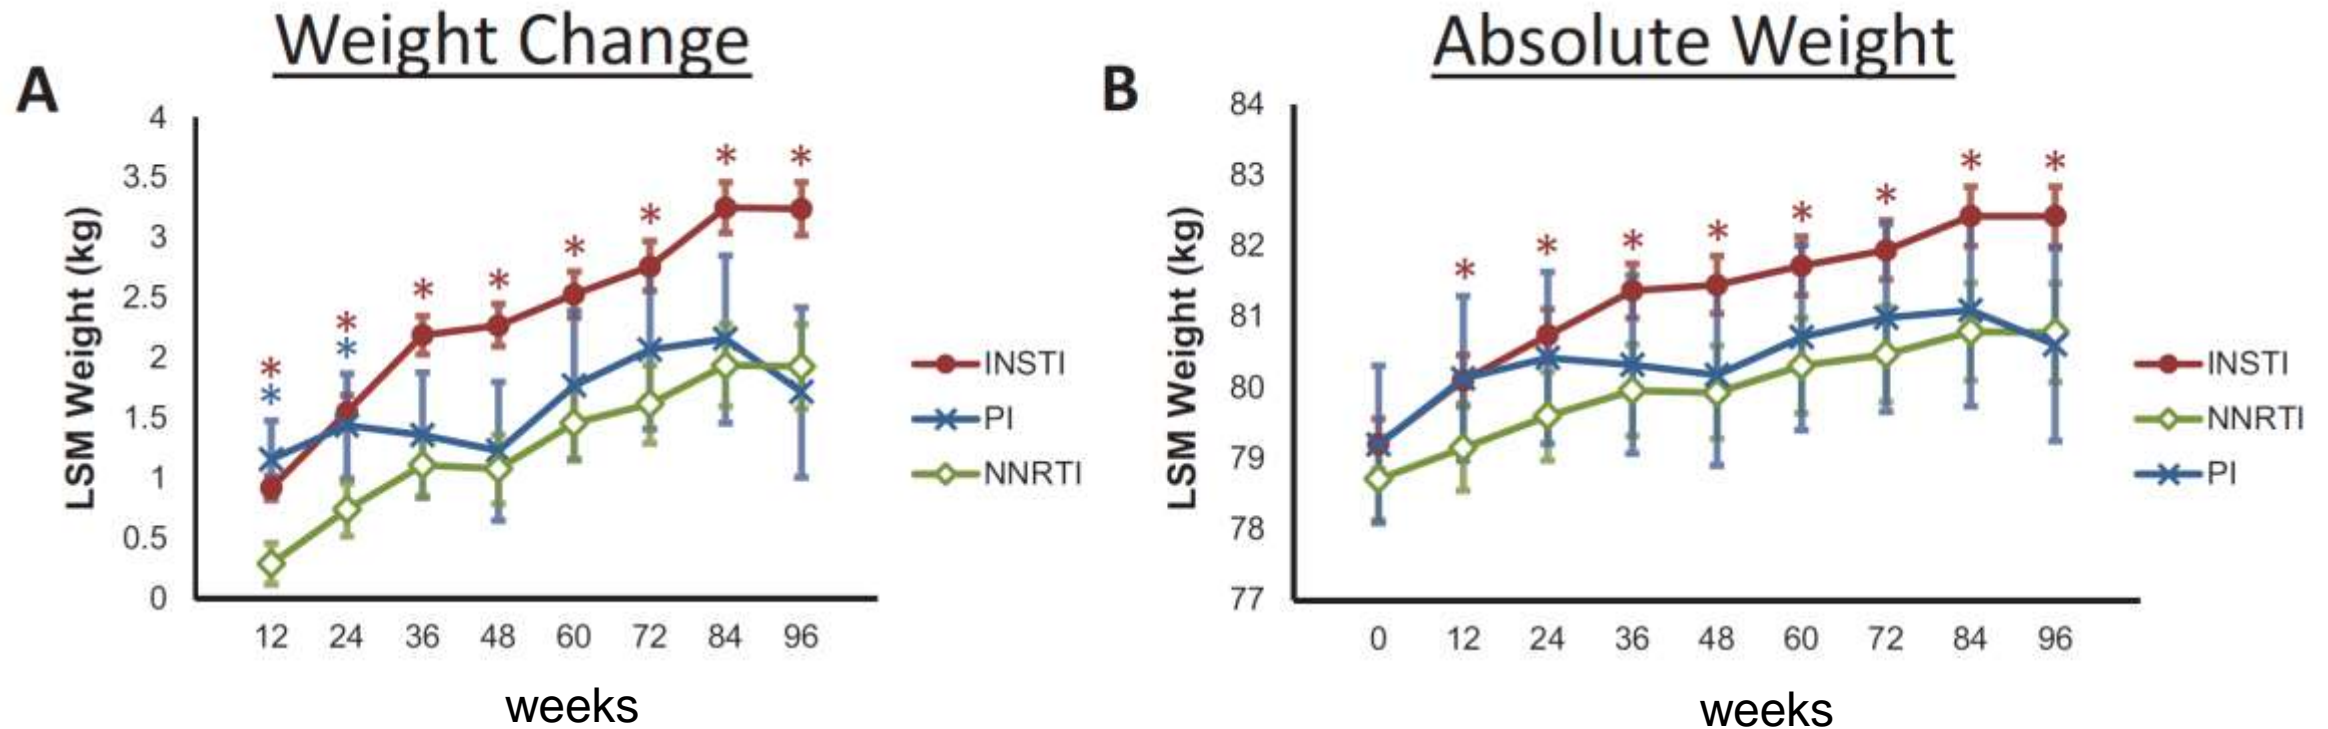 Weight Change
A
LSM Weight (kg)
4
3.5
3
2.5
2
1.5
1
0.5
0
* * * * * * * *
* *
12 24 36 48 60 72 84 96
weeks
INSTI
PI
NNRTI
Absolute Weight
B
LSM Weight (kg)
84
83
82
81
80
79
78
77
* * * * * * * *
0 12 24 36 48 60 72 84 96
weeks
INSTI
NNRTI
PI